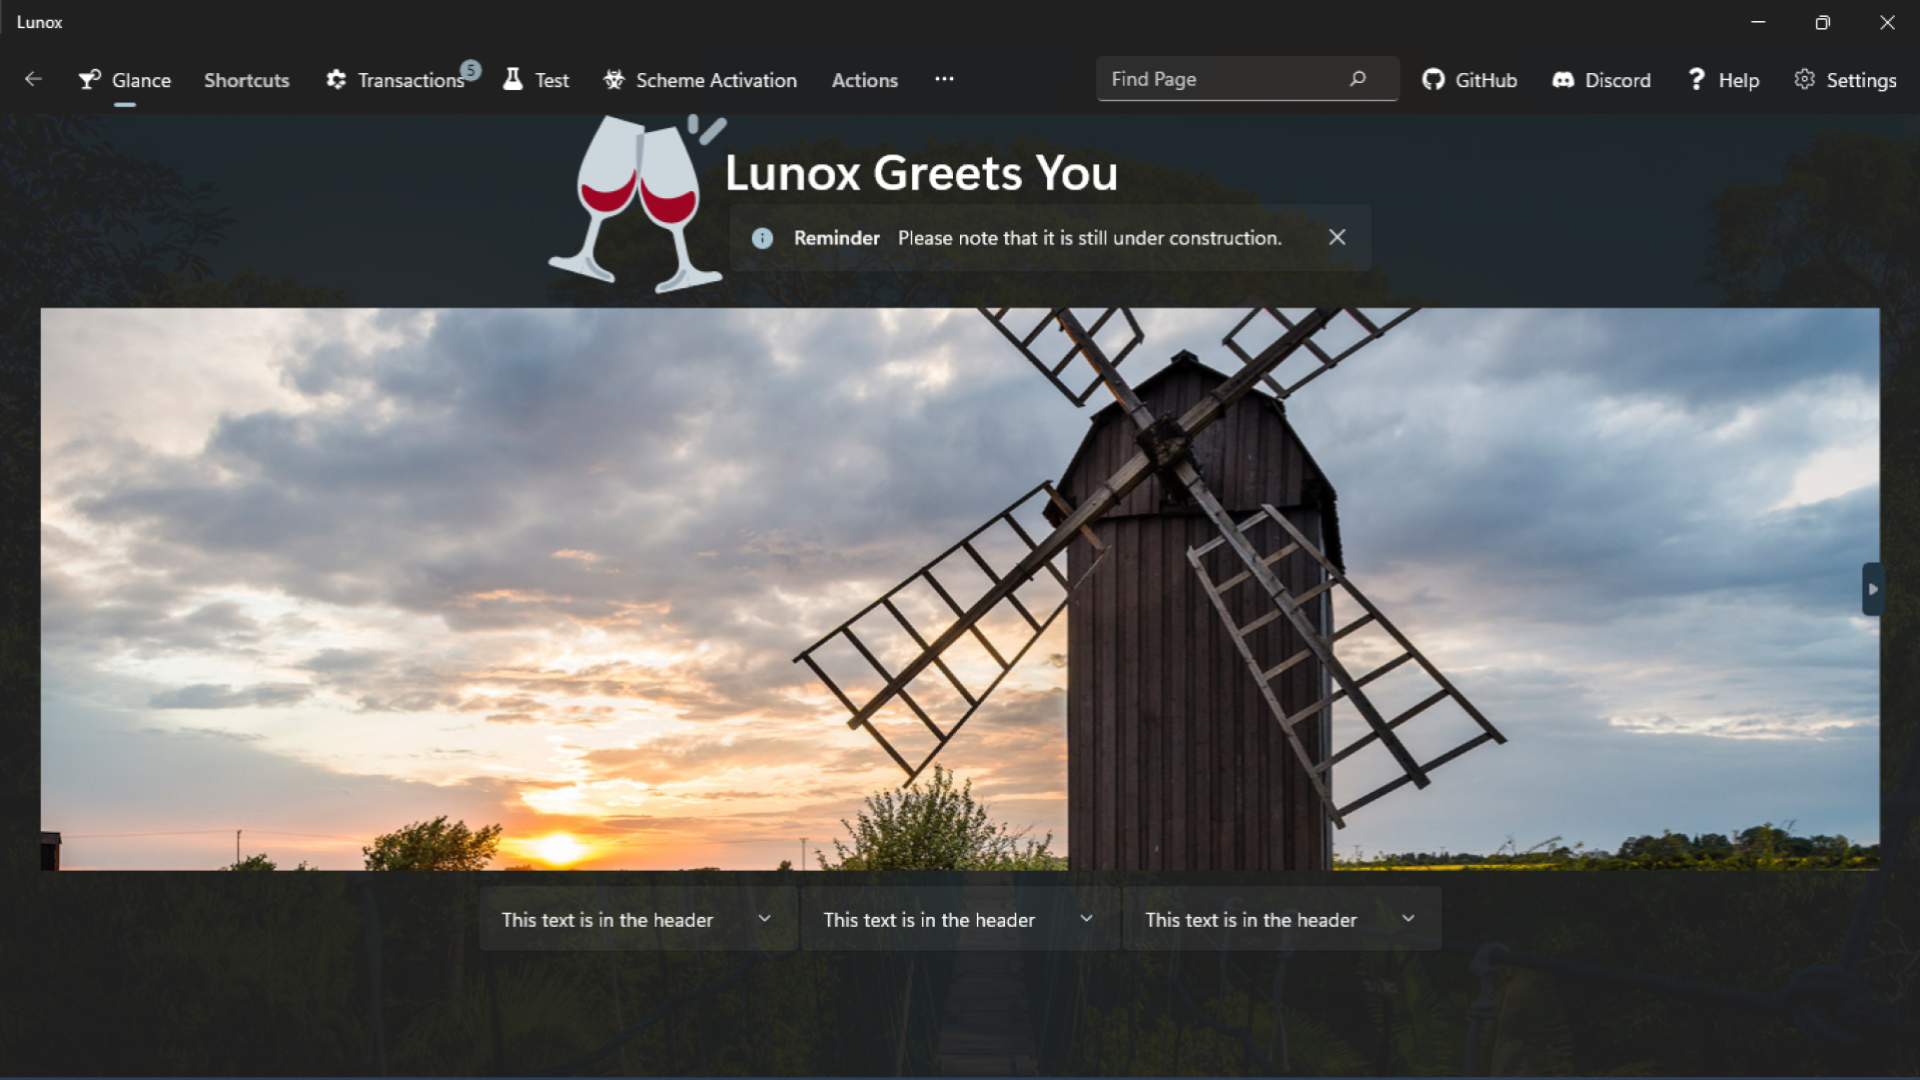 Lunox
Glance Shortcuts Transactions 5 Test Scheme Activation Actions ··· Find Page GitHub Discord Help Settings
Lunox Greets You
Reminder Please note that it is still under construction.
This text is in the header This text is in the header This text is in the header